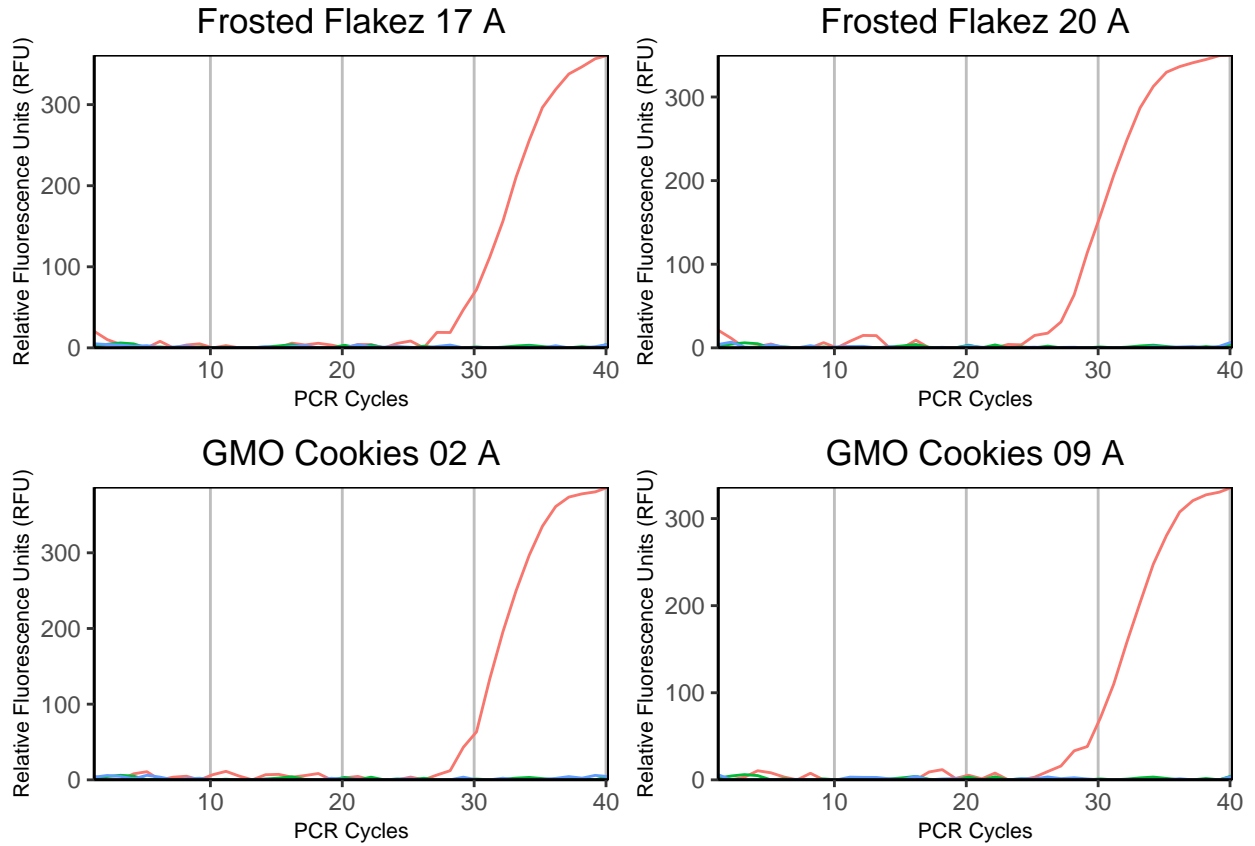 Frosted Flakez 17 A
Relative Fluorescence Units (RFU)
300
200
100
0
10 20 30 40
PCR Cycles
Frosted Flakez 20 A
Relative Fluorescence Units (RFU)
300
200
100
0
10 20 30 40
PCR Cycles
GMO Cookies 02 A
Relative Fluorescence Units (RFU)
300
200
100
0
10 20 30 40
PCR Cycles
GMO Cookies 09 A
Relative Fluorescence Units (RFU)
300
200
100
0
10 20 30 40
PCR Cycles